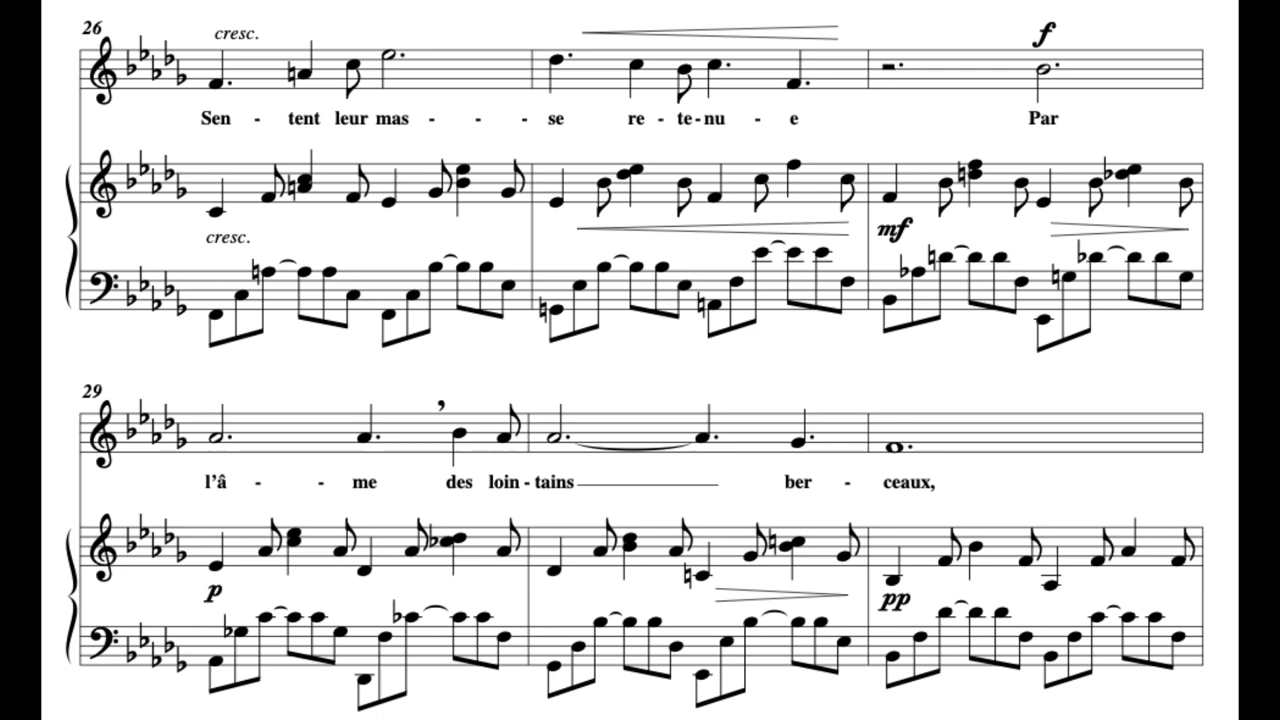 26
cresc.
f
Sen - tent leur mas - - - se re - te - nu - e Par
cresc.
mf
29
l'â - - me des loin - tains ber - ceaux,
p
pp